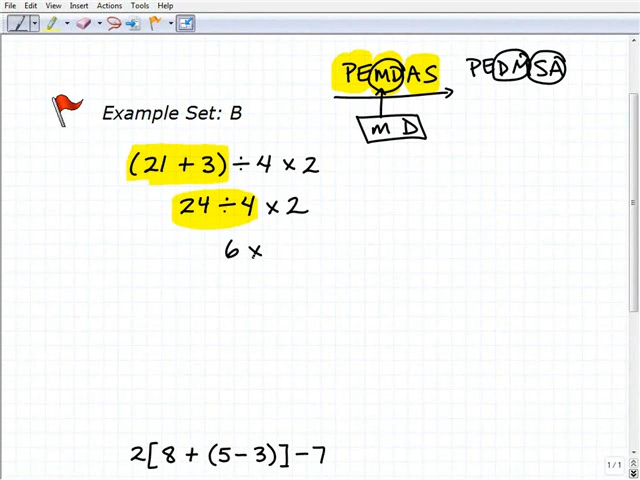 File Edit View Insert Actions Tools Help
PEMDAS PEDMSA
M D
Example Set: B
(21 + 3) ÷ 4 × 2
24 ÷ 4 × 2
6 ×
2[8 + (5 - 3)] - 7
1/1